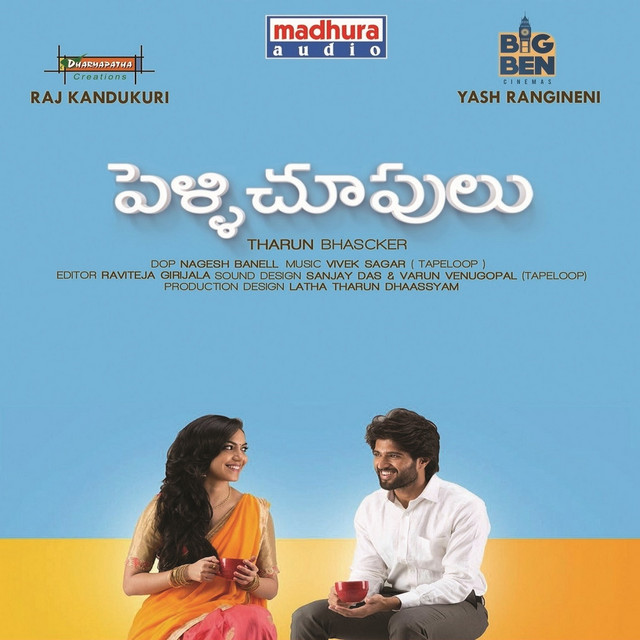 madhura
audio
DHARMAPATHA
Creations
RAJ KANDUKURI
BIG
BEN
CINEMAS
YASH RANGINENI
పెళ్ళిచూపులు
THARUN BHASCKER
DOP NAGESH BANELL MUSIC VIVEK SAGAR ( TAPELOOP )
EDITOR RAVITEJA GIRIJALA SOUND DESIGN SANJAY DAS & VARUN VENUGOPAL (TAPELOOP)
PRODUCTION DESIGN LATHA THARUN DHAASSYAM